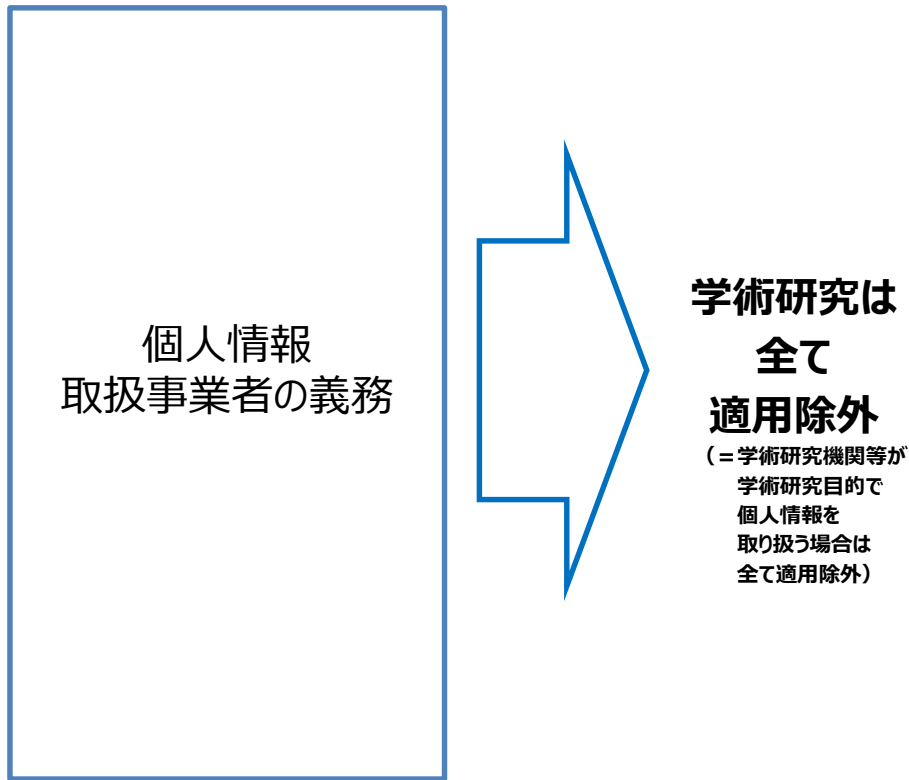 個人情報
取扱事業者の義務
学術研究は
全て
適用除外
（＝学術研究機関等が
学術研究目的で
個人情報を
取り扱う場合は
全て適用除外）